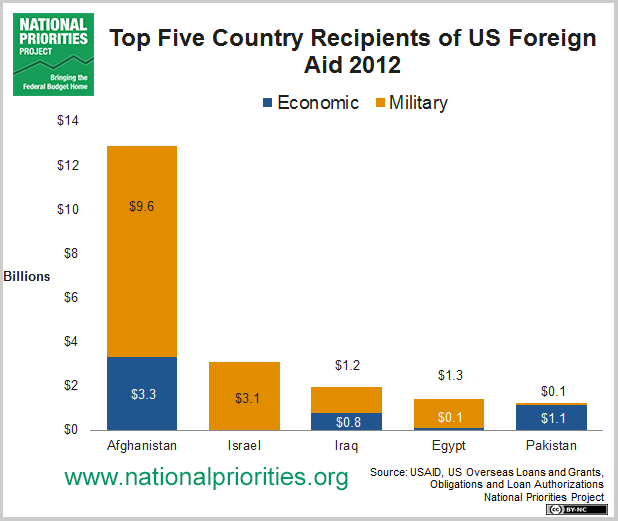 NATIONAL
PRIORITIES
PROJECT
Bringing the
Federal Budget Home
Top Five Country Recipients of US Foreign
Aid 2012
Economic Military
$14
$12
$10
$8
$6
$4
$2
$0
Billions
$9.6
$3.3
$3.1
$1.2
$0.8
$1.3
$0.1
$0.1
$1.1
Afghanistan Israel Iraq Egypt Pakistan
www.nationalpriorities.org
Source: USAID, US Overseas Loans and Grants,
Obligations and Loan Authorizations
National Priorities Project
cc BY-NC